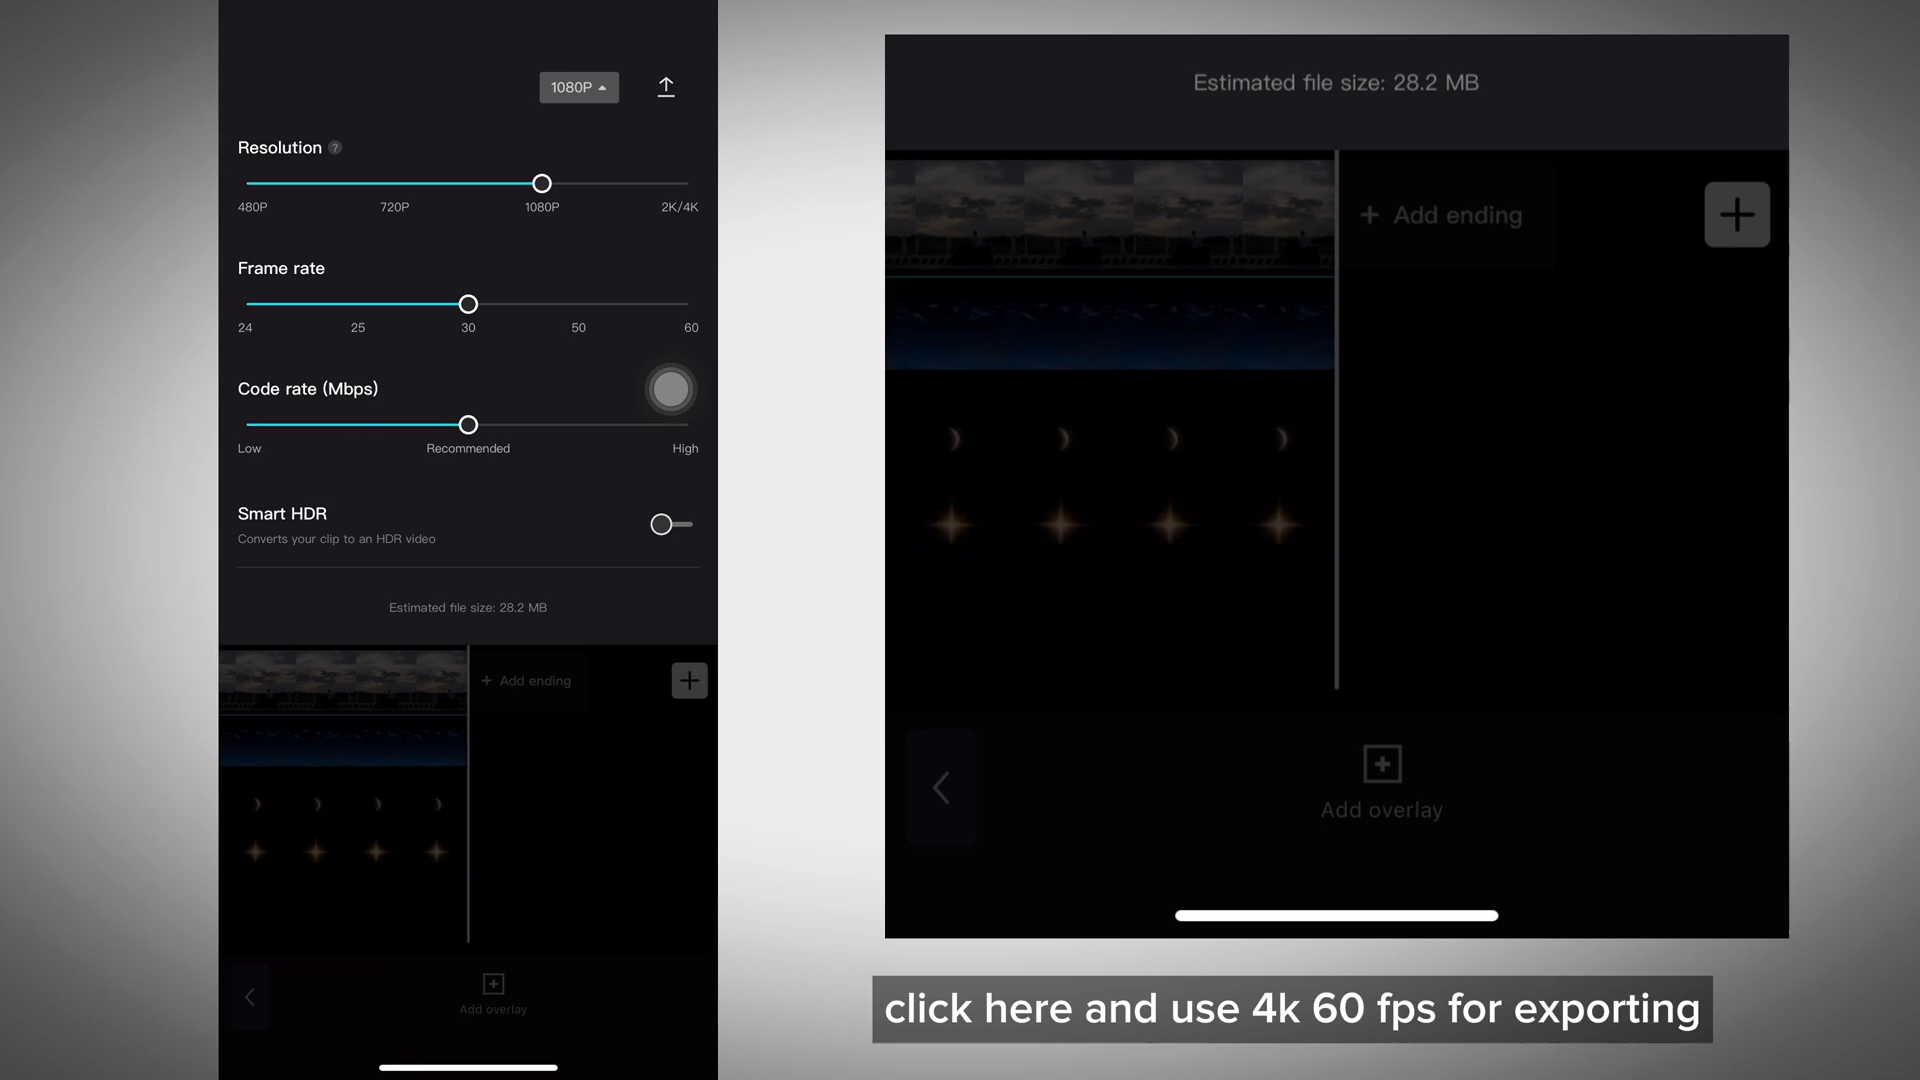 1080P
Resolution ?
480P 720P 1080P 2K/4K
Frame rate
24 25 30 50 60
Code rate (Mbps)
Low Recommended High
Smart HDR
Converts your clip to an HDR video
Estimated file size: 28.2 MB
+ Add ending
Add overlay
Estimated file size: 28.2 MB
+ Add ending
Add overlay
click here and use 4k 60 fps for exporting